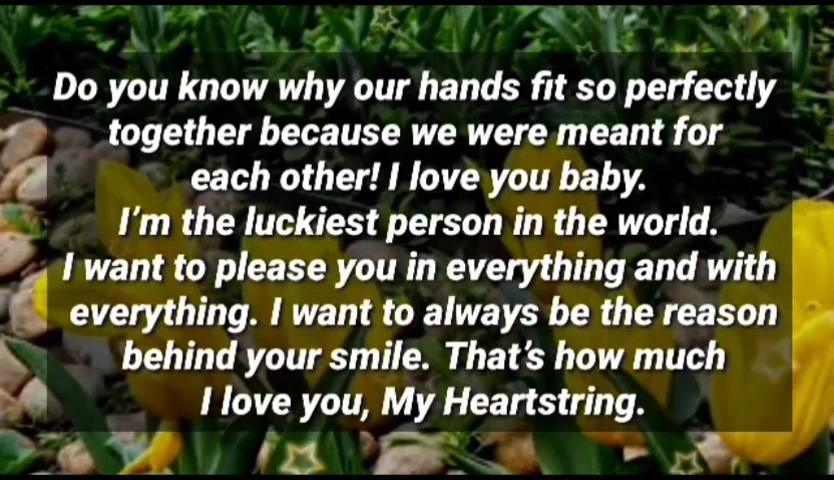 Do you know why our hands fit so perfectly
together because we were meant for
each other! I love you baby.
I'm the luckiest person in the world.
I want to please you in everything and with
everything. I want to always be the reason
behind your smile. That's how much
I love you, My Heartstring.